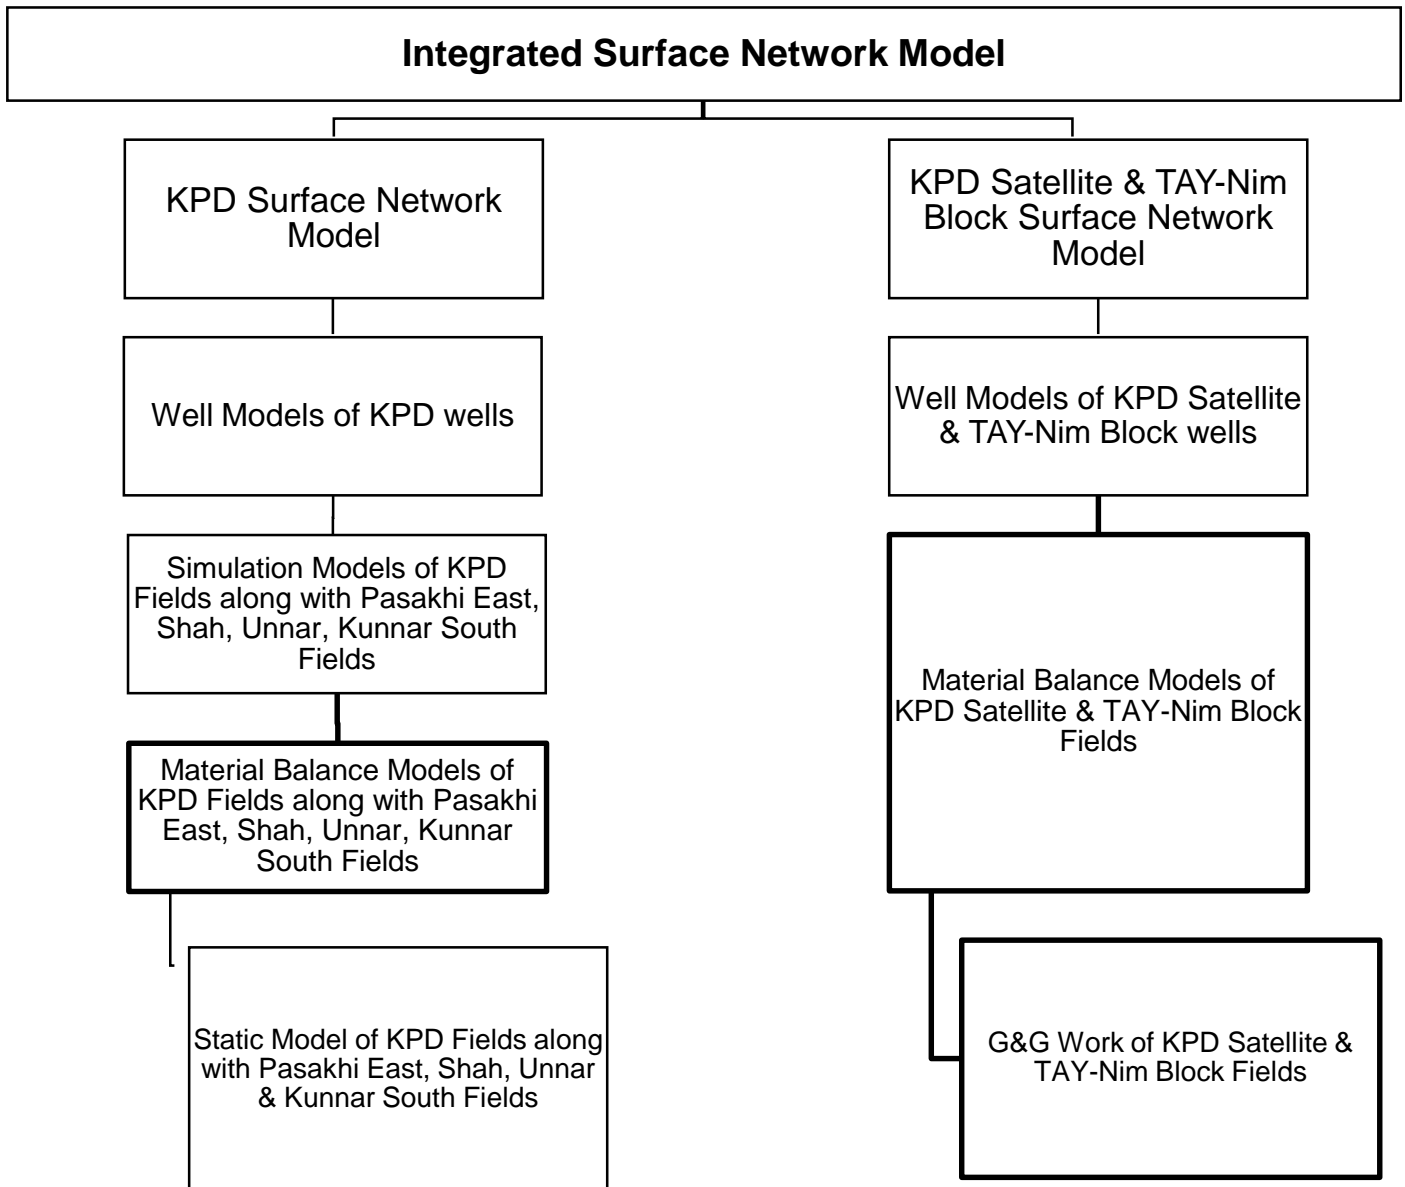 Integrated Surface Network Model
KPD Surface Network
Model
KPD Satellite & TAY-Nim
Block Surface Network
Model
Well Models of KPD wells
Well Models of KPD Satellite
& TAY-Nim Block wells
Simulation Models of KPD
Fields along with Pasakhi East,
Shah, Unnar, Kunnar South
Fields
Material Balance Models of
KPD Satellite & TAY-Nim Block
Fields
Material Balance Models of
KPD Fields along with Pasakhi
East, Shah, Unnar, Kunnar
South Fields
Static Model of KPD Fields along
with Pasakhi East, Shah, Unnar
& Kunnar South Fields
G&G Work of KPD Satellite &
TAY-Nim Block Fields